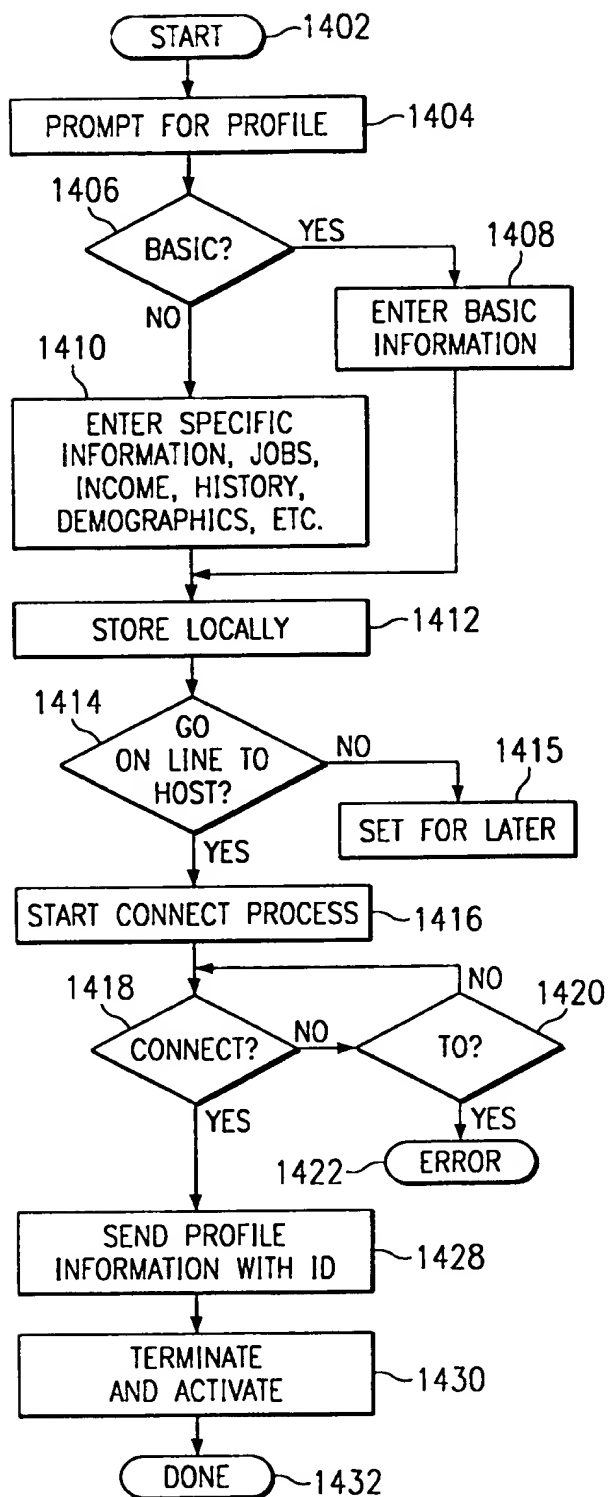 START
1402
PROMPT FOR PROFILE
1404
1406
BASIC?
YES
NO
1408
ENTER BASIC
INFORMATION
1410
ENTER SPECIFIC
INFORMATION, JOBS,
INCOME, HISTORY,
DEMOGRAPHICS, ETC.
STORE LOCALLY
1412
1414
GO
ON LINE TO
HOST?
NO
YES
1415
SET FOR LATER
START CONNECT PROCESS
1416
1418
CONNECT?
NO
YES
NO
1420
TO?
YES
1422
ERROR
SEND PROFILE
INFORMATION WITH ID
1428
TERMINATE
AND ACTIVATE
1430
DONE
1432